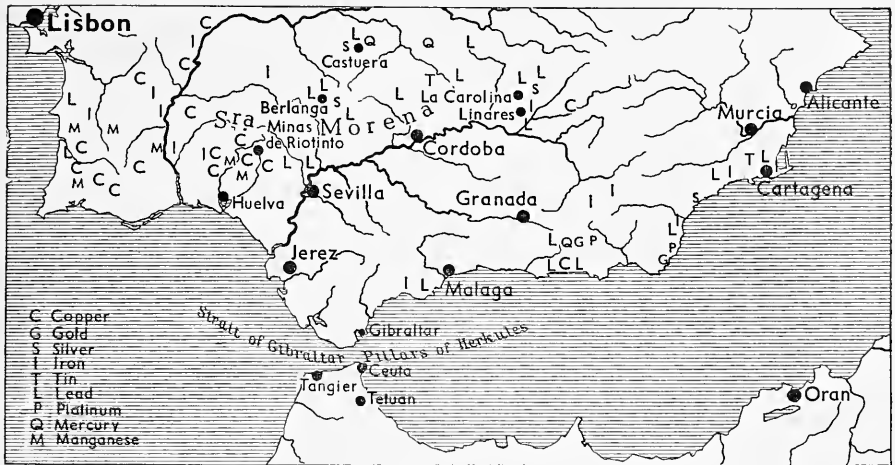 Lisbon
C
I
C
C
L
S Q
Castuera
Q
L
C
I
I
L
I
M
M
C
M I
L
C
M C C
C
I
L L
Berlanga S
L
T L
L
La Carolina
Linares
L L
S
I
C
Sra Morena
Minas
de Riotinto
C
C
I C
C M M
C
C L L
Huelva
Sevilla
Cordoba
Granada
Murcia
Alicante
T L
L I
Cartagena
S
I
I
L I
P
G
L Q G P
L C L
Jerez
I L
Malaga
Gibraltar
Strait of Gibraltar Pillars of Herkules
Ceuta
Tangier
Tetuan
Oran
C Copper
G Gold
S Silver
I Iron
T Tin
L Lead
P Platinum
Q Mercury
M Manganese